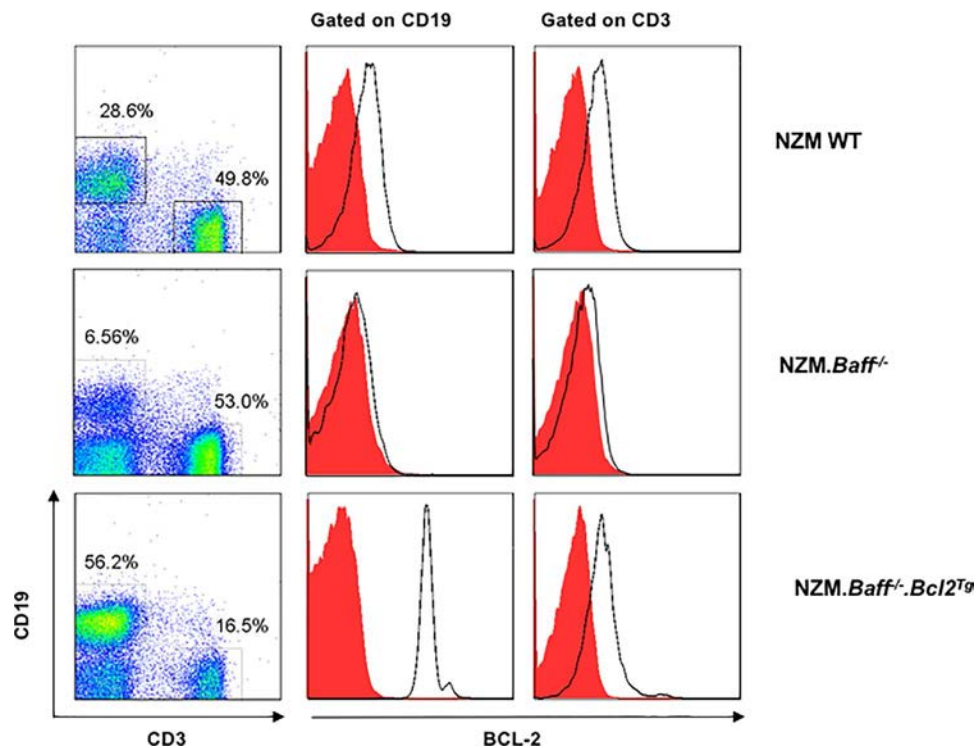 Gated on CD19 Gated on CD3
28.6%
49.8%
NZM WT
6.56%
53.0%
NZM.Baff-/-
56.2%
16.5%
NZM.Baff-/-.Bcl2Tg
CD19
CD3 BCL-2